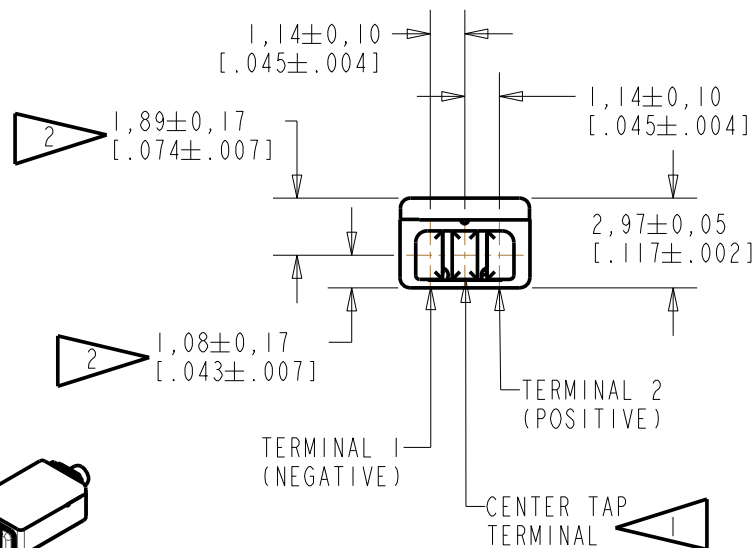 1,14±0,10
[.045±.004]
1,14±0,10
[.045±.004]
2
1,89±0,17
[.074±.007]
2,97±0,05
[.117±.002]
2
1,08±0,17
[.043±.007]
TERMINAL 2
(POSITIVE)
TERMINAL 1
(NEGATIVE)
CENTER TAP
TERMINAL
1